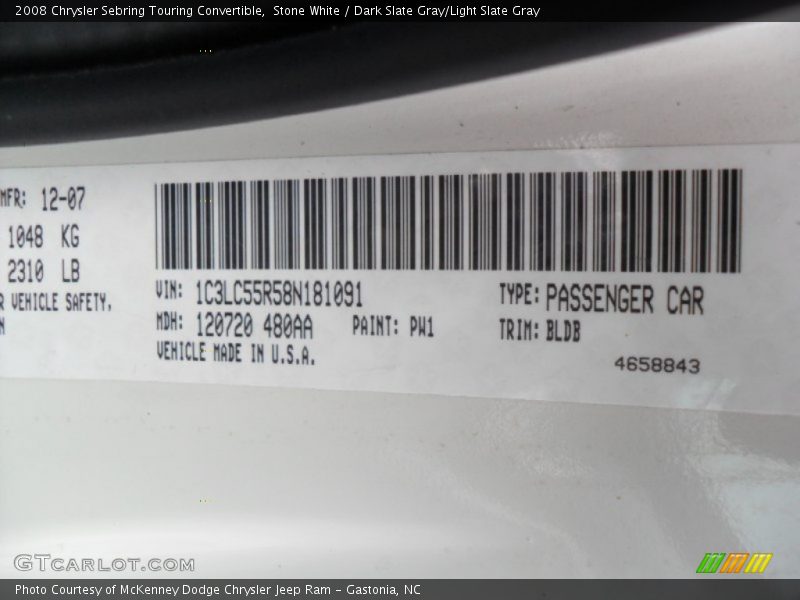 2008 Chrysler Sebring Touring Convertible,  Stone White / Dark Slate Gray/Light Slate Gray
MFR: 12-07
1048 KG
2310 LB
R VEHICLE SAFETY,
N
VIN: 1C3LC55R58N181091
TYPE: PASSENGER CAR
MDH: 120720 480AA PAINT: PW1
TRIM: BLDB
VEHICLE MADE IN U.S.A.
4658843
GTCARLOT.COM
Photo Courtesy of McKenney Dodge Chrysler Jeep Ram - Gastonia, NC